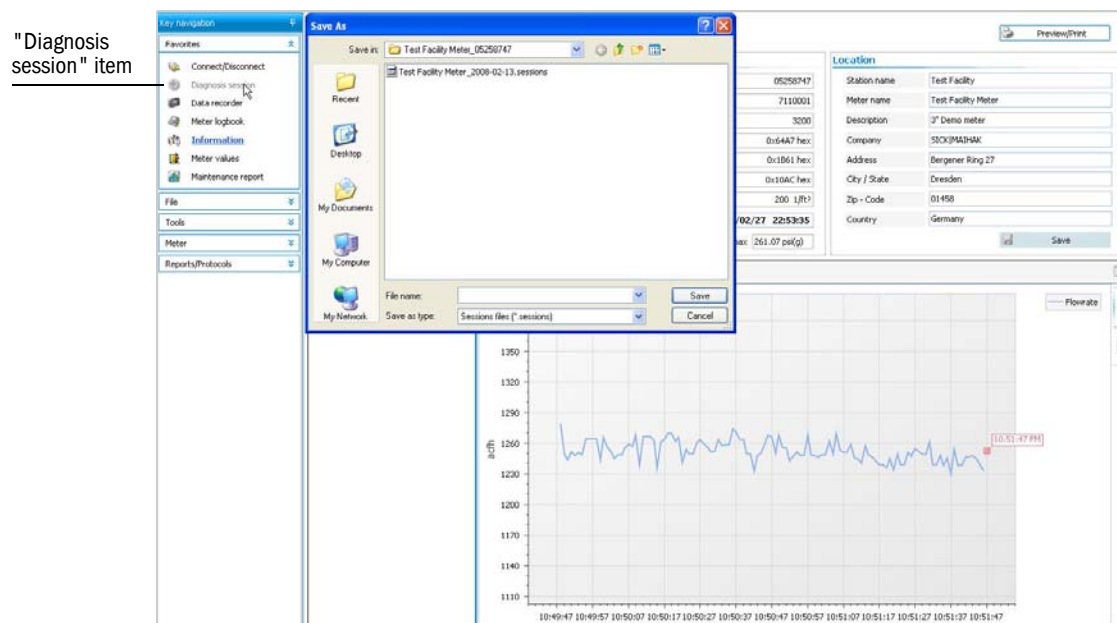 "Diagnosis
session" item
Key navigation
Favorites
Connect/Disconnect
Diagnosis session
Data recorder
Meter logbook
Information
Meter values
Maintenance report
File
Tools
Meter
Reports/Protocols
Save As
Save in: Test Facility Meter_05258747
Test Facility Meter_2008-02-13.sessions
Recent
Desktop
My Documents
My Computer
My Network
File name: Save
Save as type: Sessions files (*.sessions) Cancel
Preview/Print
05258747
7110001
3200
0x64A7 hex
0x1B61 hex
0x10AC hex
200 1/ft³
/02/27 22:53:35
261.07 psi(g)
Location
Station name Test Facility
Meter name Test Facility Meter
Description 3" Demo meter
Company SICK|MAIHAK
Address Bergener Ring 27
City / State Dresden
Zip - Code 01458
Country Germany
Save
Flowrate
1350
1320
1290
1260
1230
1200
1170
1140
1110
acfh
10:51:47 PM
10:49:47 10:49:57 10:50:07 10:50:17 10:50:27 10:50:37 10:50:47 10:50:57 10:51:07 10:51:17 10:51:27 10:51:37 10:51:47